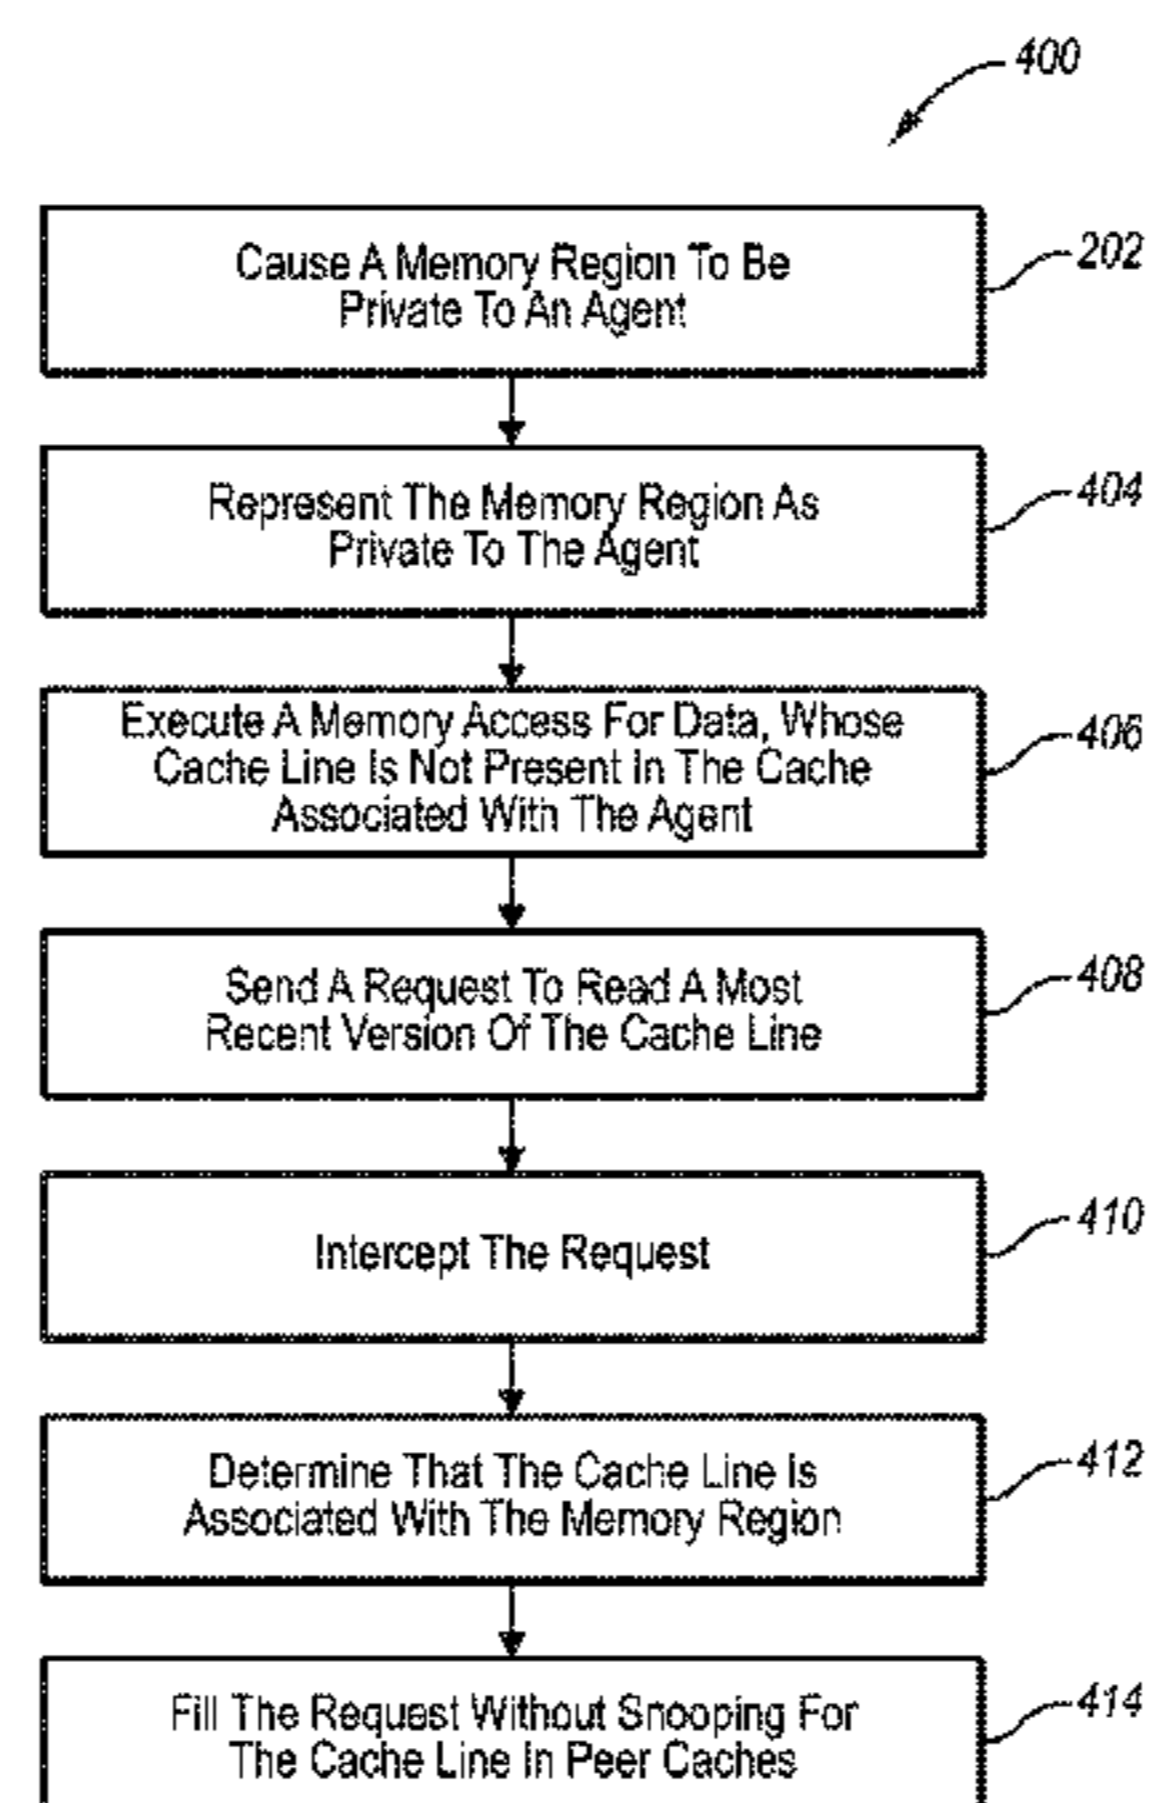 400
Cause A Memory Region To Be
Private To An Agent
202
Represent The Memory Region As
Private To The Agent
404
Execute A Memory Access For Data, Whose
Cache Line Is Not Present In The Cache
Associated With The Agent
406
Send A Request To Read A Most
Recent Version Of The Cache Line
408
Intercept The Request
410
Determine That The Cache Line Is
Associated With The Memory Region
412
Fill The Request Without Snooping For
The Cache Line In Peer Caches
414